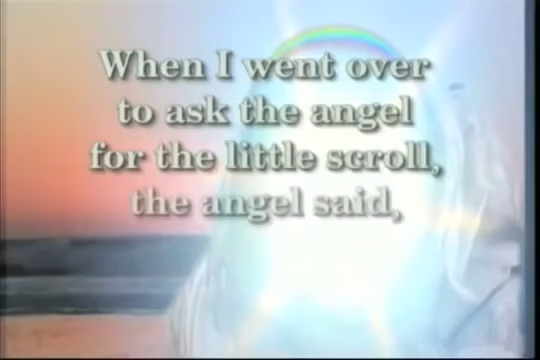 When I went over
to ask the angel
for the little scroll,
the angel said,